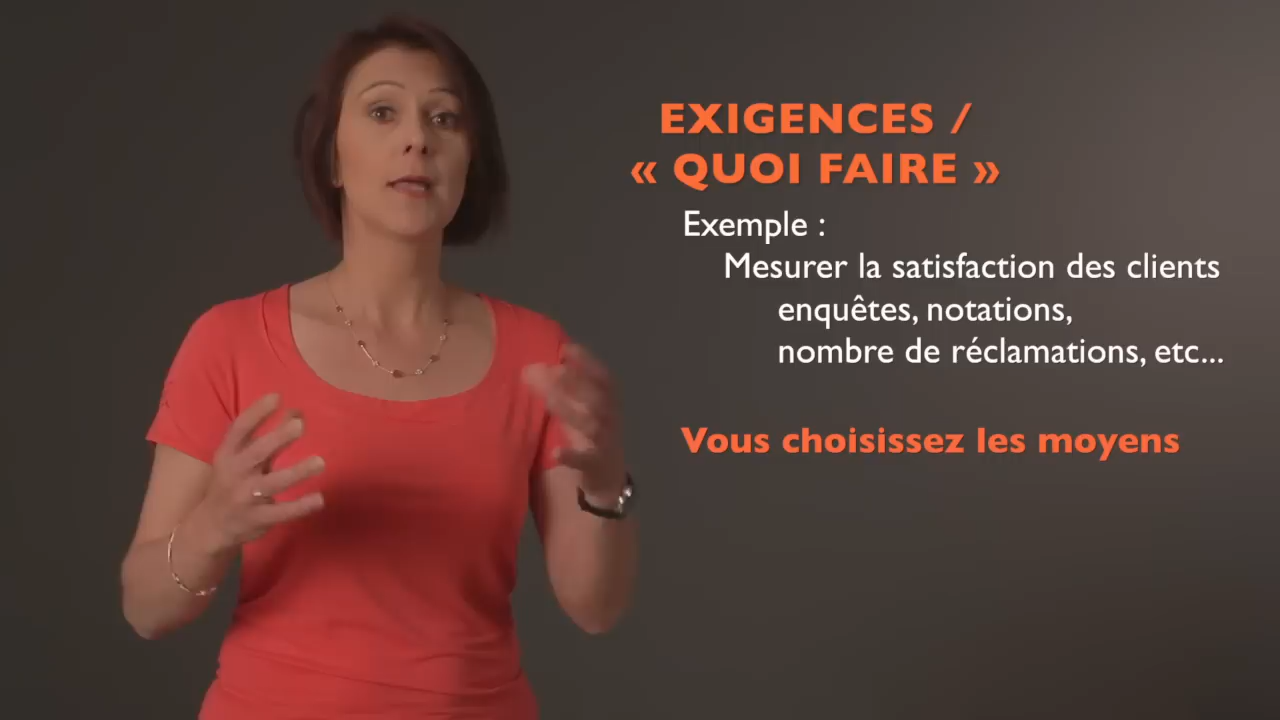 EXIGENCES /
« QUOI FAIRE »
Exemple :
Mesurer la satisfaction des clients
enquêtes, notations,
nombre de réclamations, etc...
Vous choisissez les moyens